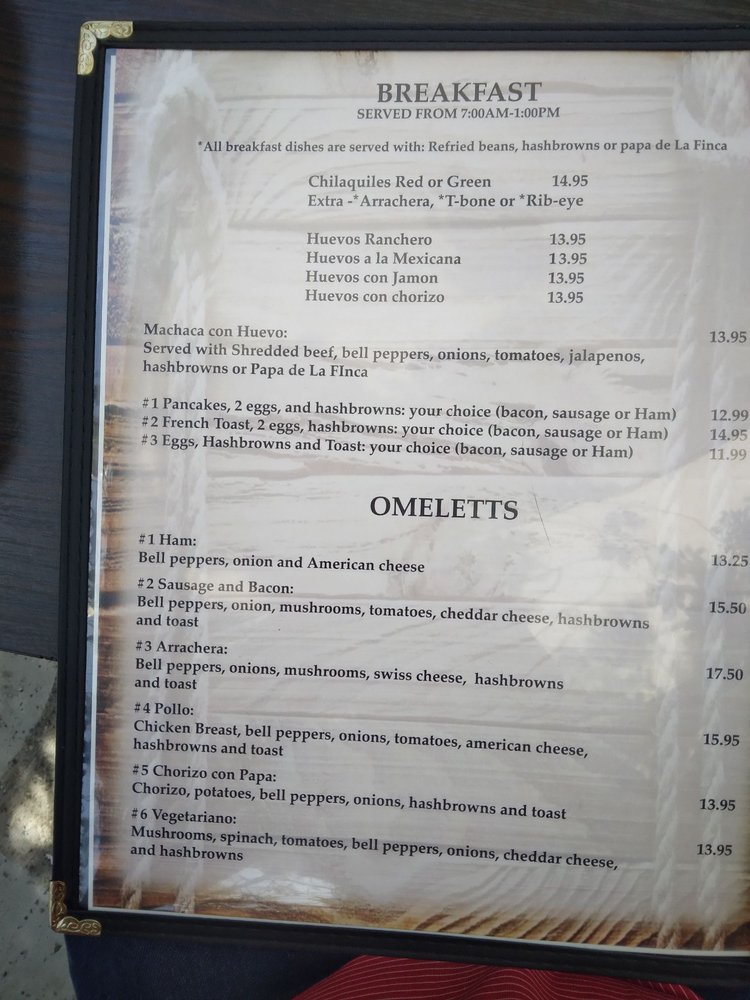 BREAKFAST
SERVED FROM 7:00AM-1:00PM
*All breakfast dishes are served with: Refried beans, hashbrowns or papa de La Finca
Chilaquiles Red or Green 14.95
Extra -*Arrachera, *T-bone or *Rib-eye
Huevos Ranchero 13.95
Huevos a la Mexicana 13.95
Huevos con Jamon 13.95
Huevos con chorizo 13.95
Machaca con Huevo: 13.95
Served with Shredded beef, bell peppers, onions, tomatoes, jalapenos,
hashbrowns or Papa de La FInca
#1 Pancakes, 2 eggs, and hashbrowns: your choice (bacon, sausage or Ham) 12.99
#2 French Toast, 2 eggs, hashbrowns: your choice (bacon, sausage or Ham) 14.95
#3 Eggs, Hashbrowns and Toast: your choice (bacon, sausage or Ham) 11.99
OMELETTS
#1 Ham:
Bell peppers, onion and American cheese 13.25
#2 Sausage and Bacon:
Bell peppers, onion, mushrooms, tomatoes, cheddar cheese, hashbrowns 15.50
and toast
#3 Arrachera:
Bell peppers, onions, mushrooms, swiss cheese, hashbrowns 17.50
and toast
#4 Pollo:
Chicken Breast, bell peppers, onions, tomatoes, american cheese, 15.95
hashbrowns and toast
#5 Chorizo con Papa:
Chorizo, potatoes, bell peppers, onions, hashbrowns and toast 13.95
#6 Vegetariano:
Mushrooms, spinach, tomatoes, bell peppers, onions, cheddar cheese, 13.95
and hashbrowns